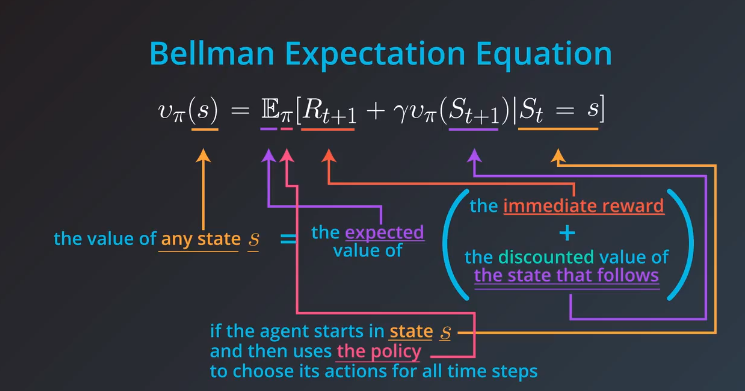 Bellman Expectation Equation
υπ(s) = 𝔼π[Rt+1 + γυπ(St+1)|St = s]
the value of any state s = the expected value of
the immediate reward
+
the discounted value of
the state that follows
if the agent starts in state s
and then uses the policy
to choose its actions for all time steps